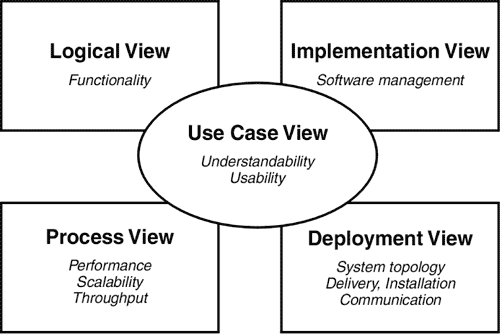 Logical View
Functionality
Implementation View
Software management
Use Case View
Understandability
Usability
Process View
Performance
Scalability
Throughput
Deployment View
System topology
Delivery, Installation
Communication